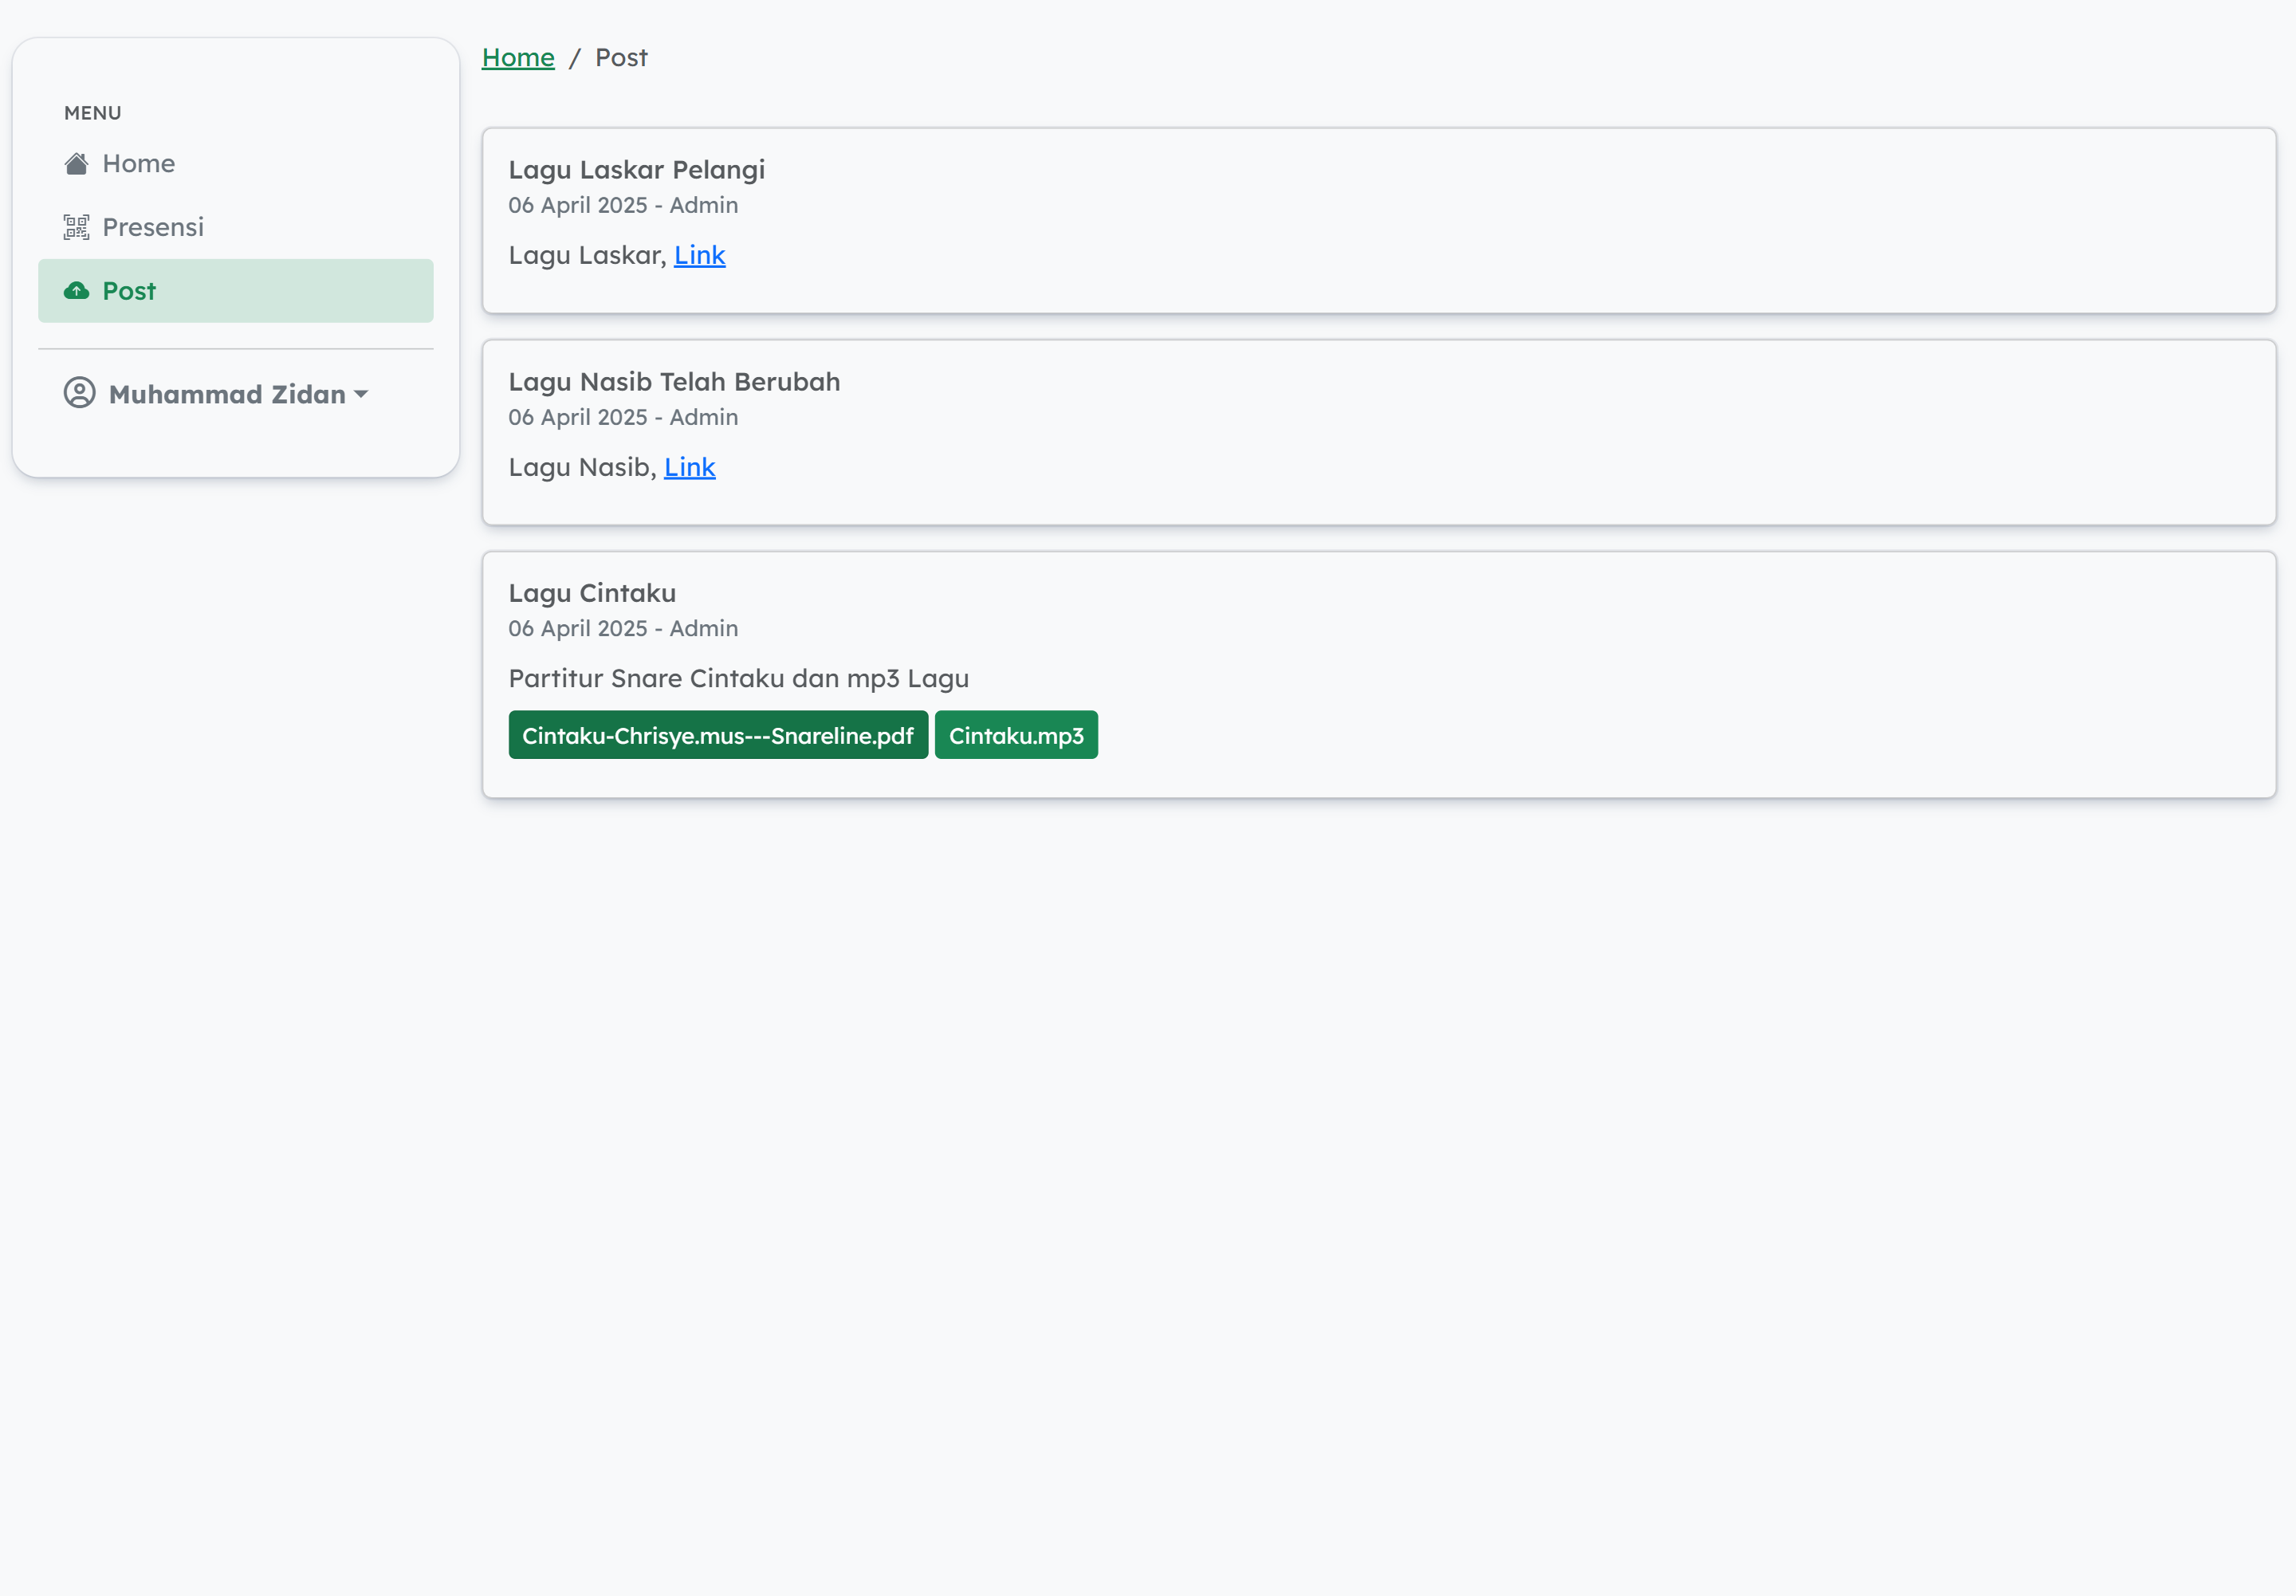 MENU
Home
Presensi
Post
Muhammad Zidan
Home / Post
Lagu Laskar Pelangi
06 April 2025 - Admin
Lagu Laskar, Link
Lagu Nasib Telah Berubah
06 April 2025 - Admin
Lagu Nasib, Link
Lagu Cintaku
06 April 2025 - Admin
Partitur Snare Cintaku dan mp3 Lagu
Cintaku-Chrisye.mus---Snareline.pdf Cintaku.mp3